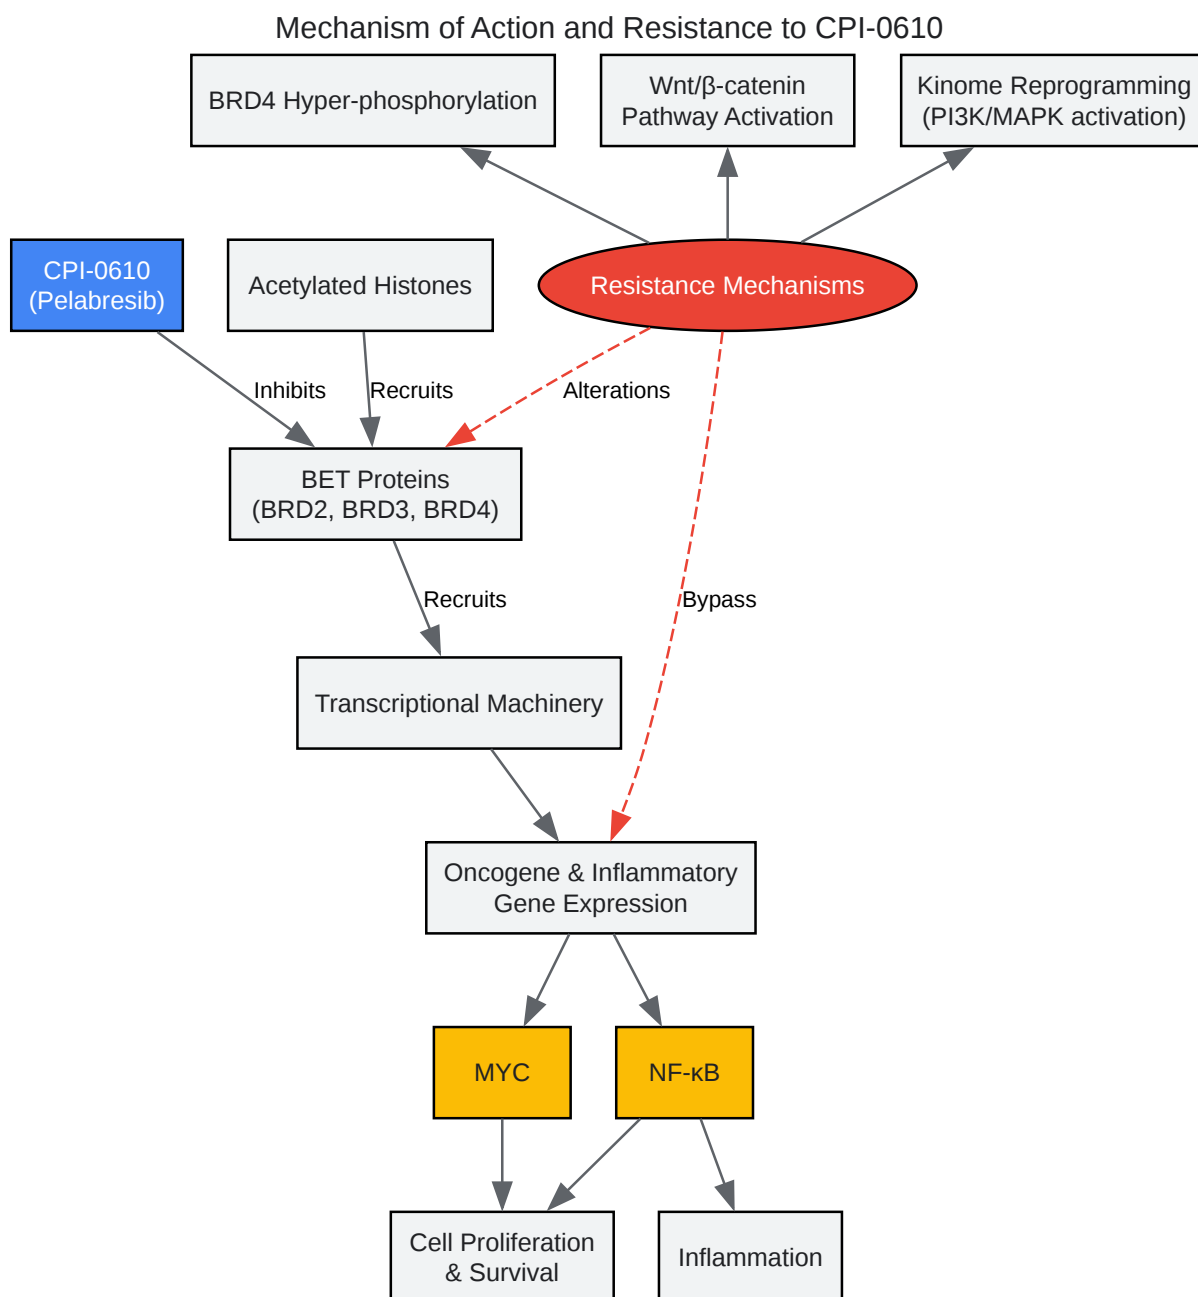 Mechanism of Action and Resistance to CPI-0610
BRD4 Hyper-phosphorylation
Wnt/β-catenin
Pathway Activation
Kinome Reprogramming
(PI3K/MAPK activation)
CPI-0610
(Pelabresib)
Acetylated Histones
Resistance Mechanisms
Inhibits
Recruits
Alterations
BET Proteins
(BRD2, BRD3, BRD4)
Recruits
Bypass
Transcriptional Machinery
Oncogene & Inflammatory
Gene Expression
MYC
NF-κB
Cell Proliferation
& Survival
Inflammation